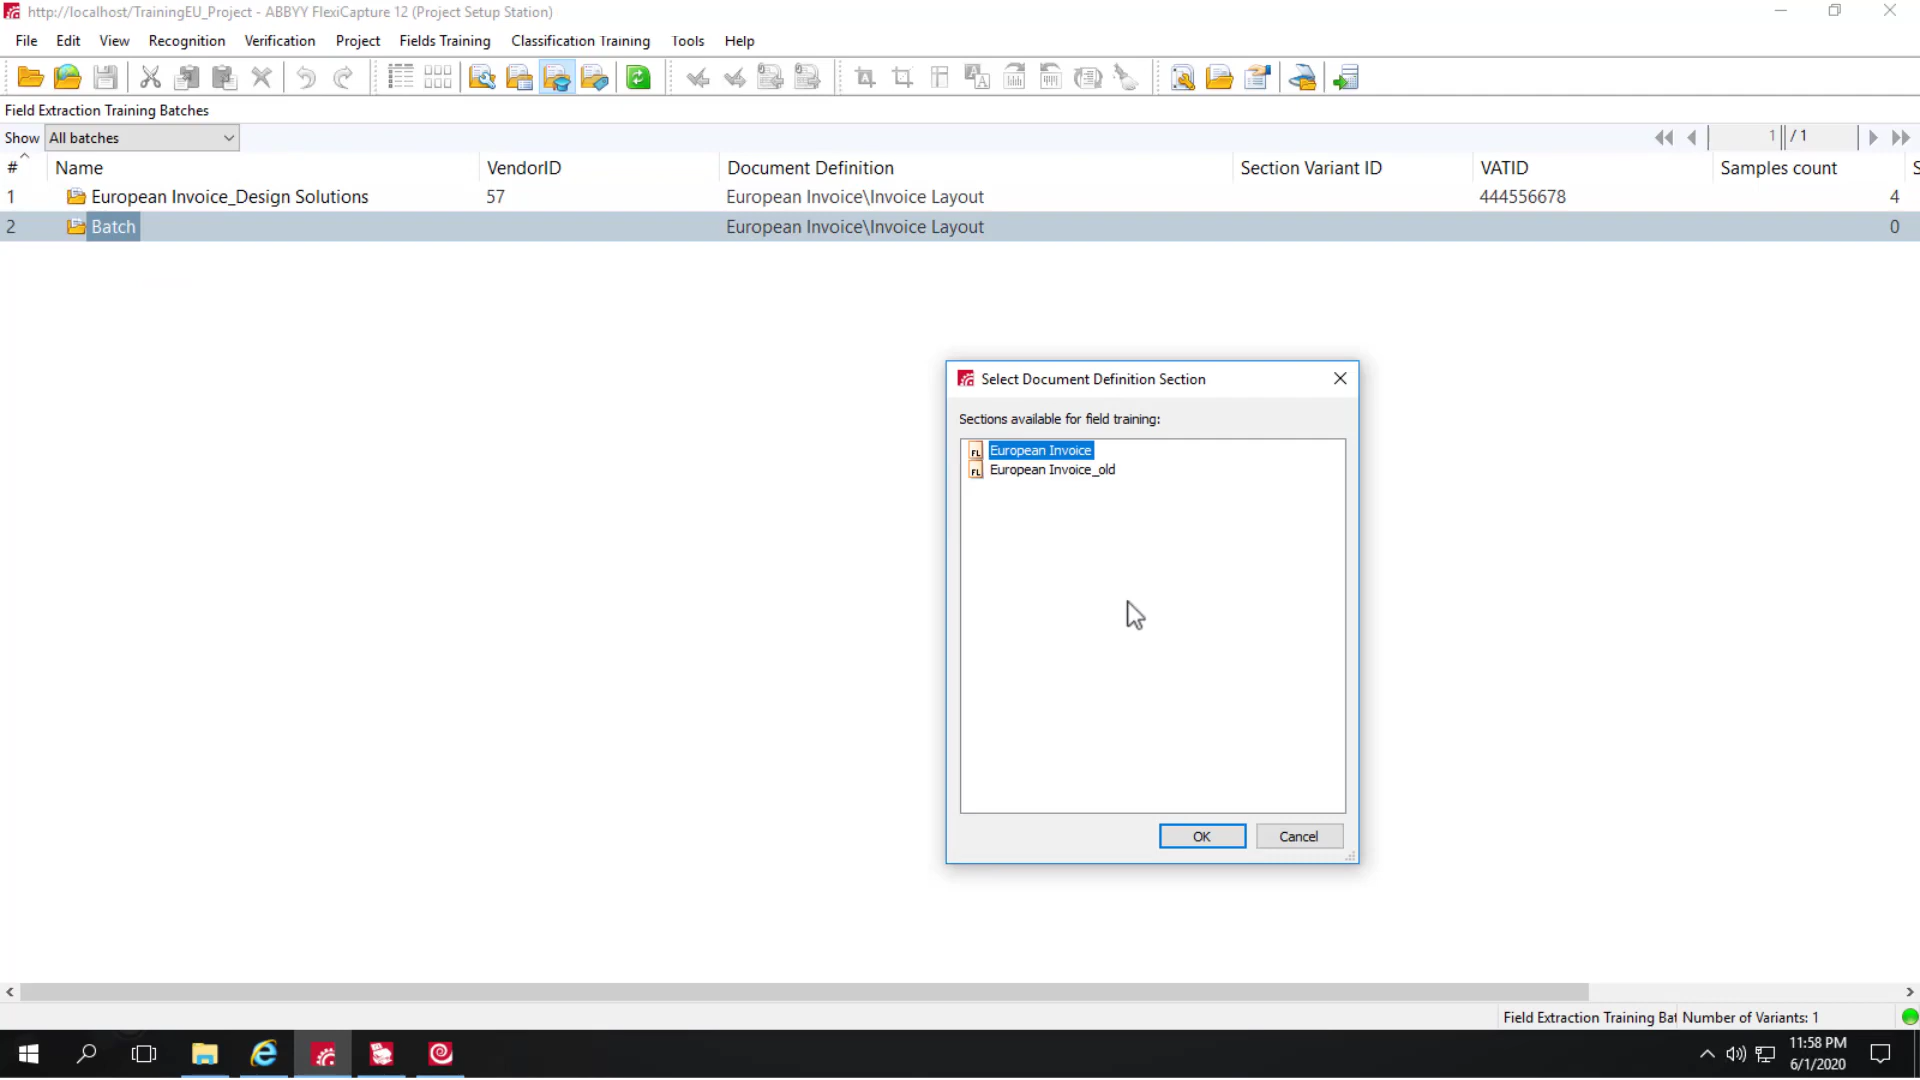 http://localhost/TrainingEU_Project - ABBYY FlexiCapture 12 (Project Setup Station)
File Edit View Recognition Verification Project Fields Training Classification Training Tools Help
Field Extraction Training Batches
Show All batches 1 / 1
# Name VendorID Document Definition Section Variant ID VATID Samples count S
1 European Invoice_Design Solutions 57 European Invoice\Invoice Layout 444556678 4
2 Batch European Invoice\Invoice Layout 0
Select Document Definition Section
Sections available for field training:
FL European Invoice
FL European Invoice_old
OK Cancel
Field Extraction Training Bat Number of Variants: 1
11:58 PM
6/1/2020